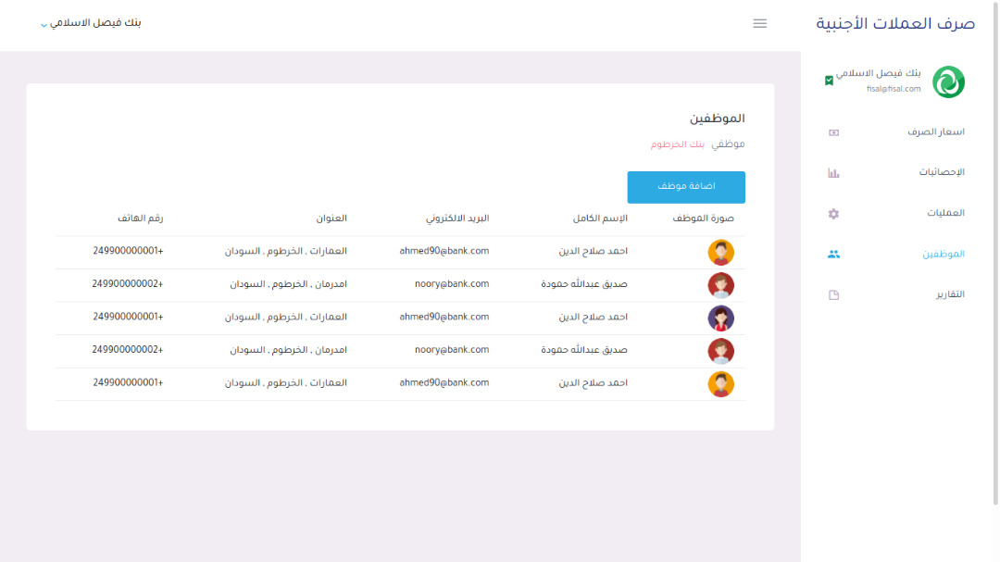 صرف العملات الأجنبية
بنك فيصل الاسلامي
بنك فيصل الاسلامي
fisal@fisal.com
اسعار الصرف
الإحصائيات
العمليات
الموظفين
التقارير
الموظفين
موظفي بنك الخرطوم
اضافة موظف
صورة الموظف الإسم الكامل البريد الالكتروني العنوان رقم الهاتف
احمد صلاح الدين ahmed90@bank.com العمارات , الخرطوم , السودان 249900000001+
صديق عبدالله حمودة noory@bank.com امدرمان , الخرطوم , السودان 249900000002+
احمد صلاح الدين ahmed90@bank.com العمارات , الخرطوم , السودان 249900000001+
صديق عبدالله حمودة noory@bank.com امدرمان , الخرطوم , السودان 249900000002+
احمد صلاح الدين ahmed90@bank.com العمارات , الخرطوم , السودان 249900000001+